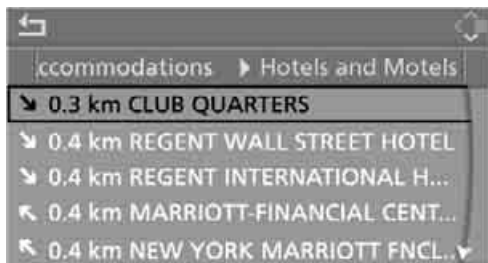 ccommodations Hotels and Motels
0.3 km CLUB QUARTERS
0.4 km REGENT WALL STREET HOTEL
0.4 km REGENT INTERNATIONAL H...
0.4 km MARRIOTT-FINANCIAL CENT...
0.4 km NEW YORK MARRIOTT FNCL..